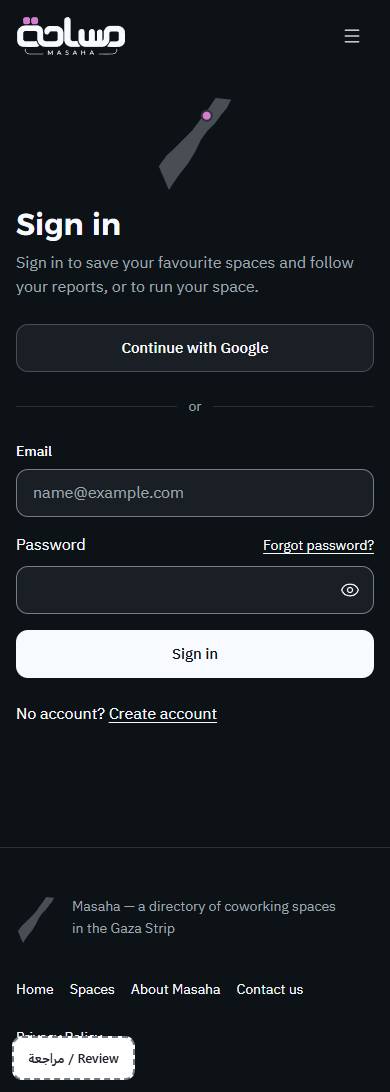 مساحة
MASAHA
Sign in
Sign in to save your favourite spaces and follow
your reports, or to run your space.
Continue with Google
or
Email
name@example.com
Password
Forgot password?
Sign in
No account? Create account
Masaha — a directory of coworking spaces
in the Gaza Strip
Home
Spaces
About Masaha
Contact us
مراجعة / Review